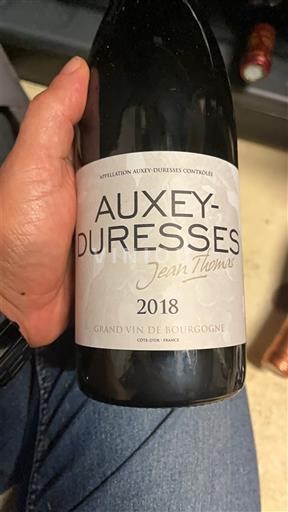 APPELLATION AUXEY-DURESSES CONTRÔLÉE
AUXEY-
DURESSES
Jean Thomas
2018
GRAND VIN DE BOURGOGNE
CÔTE-D'OR - FRANCE